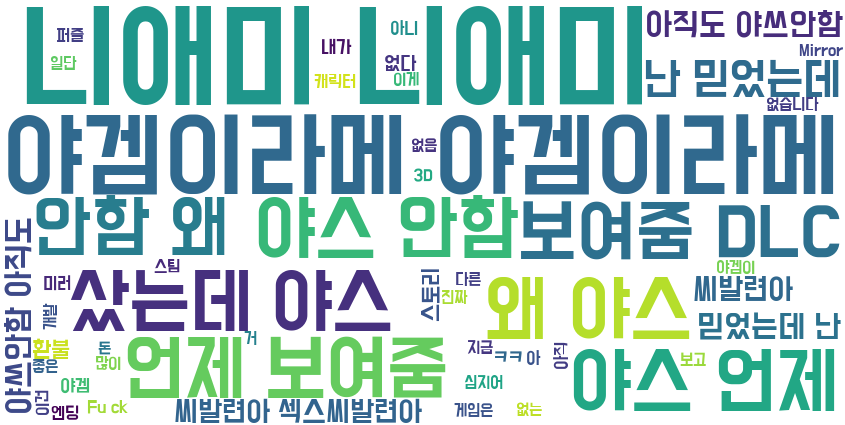 니애미 니애미
퍼즐
아니
내가
아직도 야쓰안함
Mirror
일단
없다
캐릭터
이게
난 믿었는데
없습니다
야겜이라메 야겜이라메
없음
3D
안함 왜
야스 안함
보여줌 DLC
야쓰안함 아직도
스팀
미러
샀는데 야스
스토리
다른
진짜
야겜이
왜 야스
씨발련아
개발
믿었는데 난
환불
좋은
돈
많이
언제 보여줌
거
지금
ㅋㅋ아
아직
보고
야스 언제
야겜
심지어
이건
엔딩
Fu ck
씨발련아 섹스씨발련아
게임은
없는